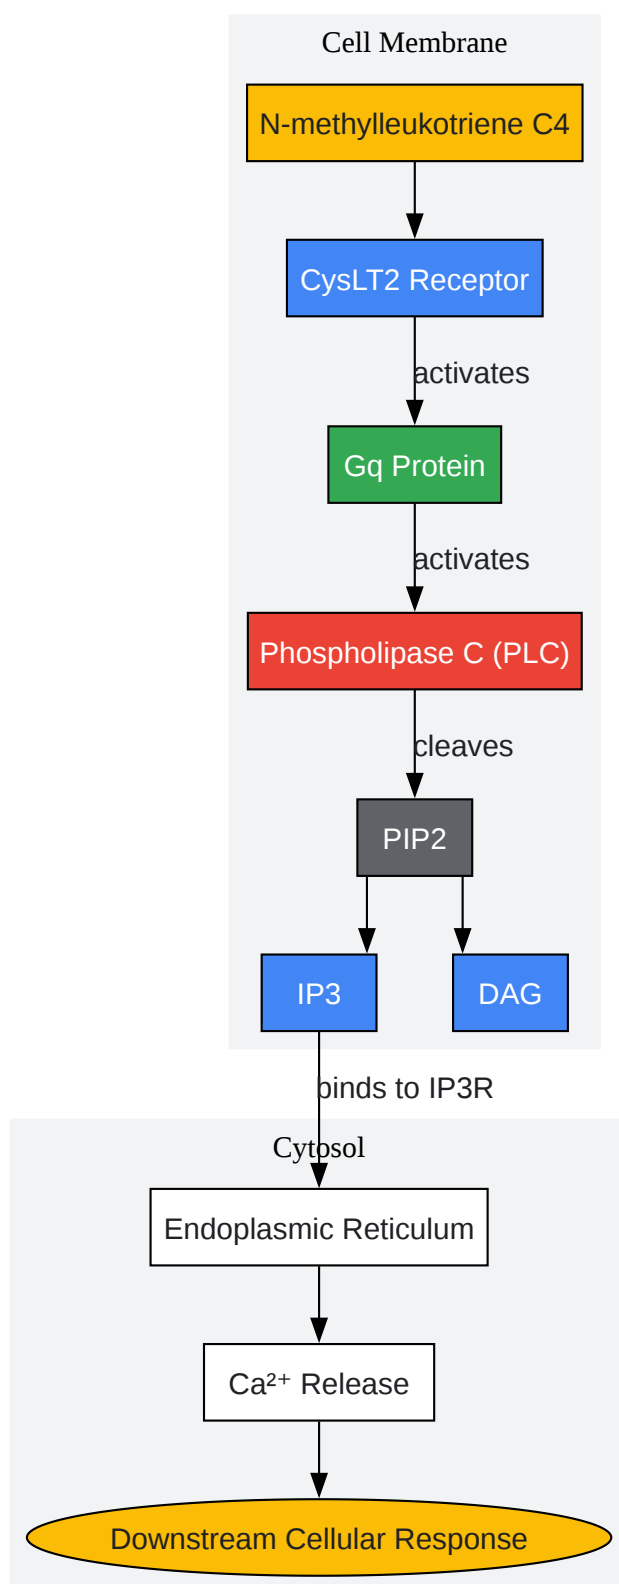 Cell Membrane
N-methylleukotriene C4
CysLT2 Receptor
activates
Gq Protein
activates
Phospholipase C (PLC)
cleaves
PIP2
IP3
DAG
binds to IP3R
Cytosol
Endoplasmic Reticulum
Ca²⁺ Release
Downstream Cellular Response